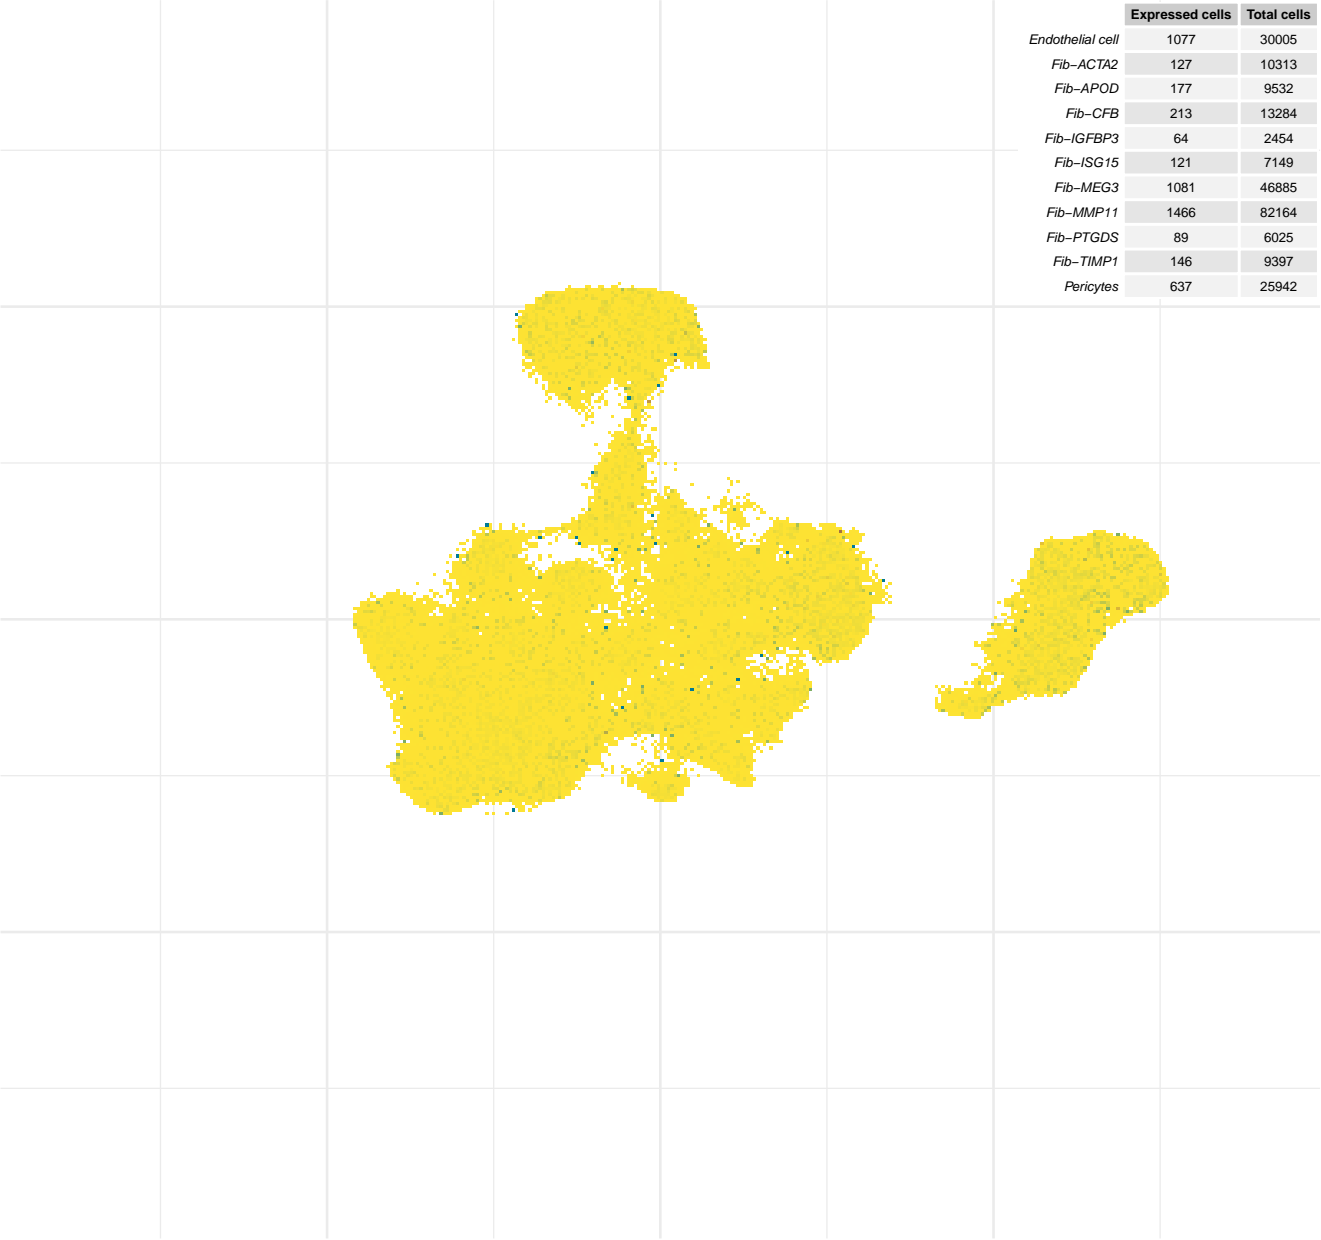 Expressed cells Total cells
Endothelial cell 1077 30005
Fib−ACTA2 127 10313
Fib−APOD 177 9532
Fib−CFB 213 13284
Fib−IGFBP3 64 2454
Fib−ISG15 121 7149
Fib−MEG3 1081 46885
Fib−MMP11 1466 82164
Fib−PTGDS 89 6025
Fib−TIMP1 146 9397
Pericytes 637 25942